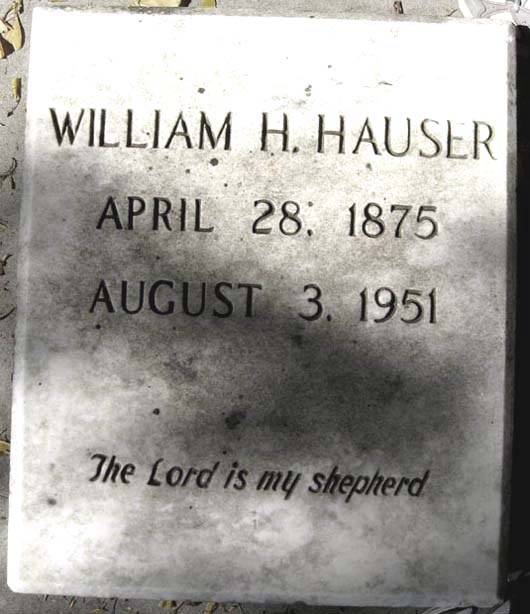 WILLIAM H. HAUSER
APRIL 28, 1875
AUGUST 3, 1951
The Lord is my shepherd